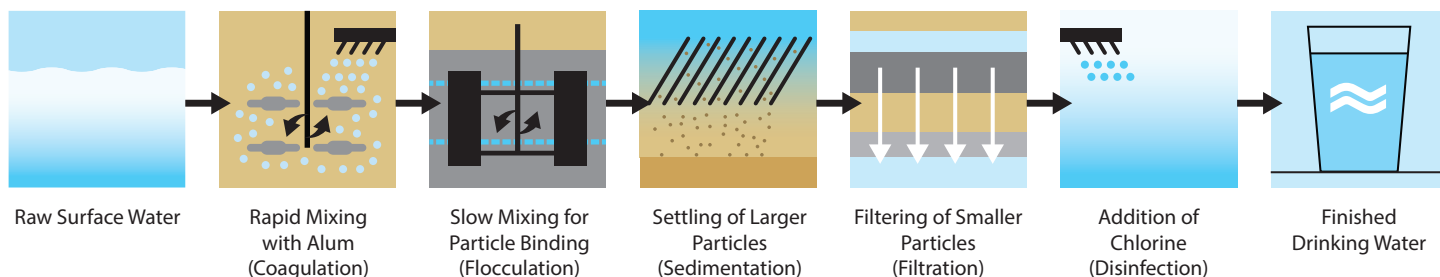 Raw Surface Water
Rapid Mixing
with Alum
(Coagulation)
Slow Mixing for
Particle Binding
(Flocculation)
Settling of Larger
Particles
(Sedimentation)
Filtering of Smaller
Particles
(Filtration)
Addition of
Chlorine
(Disinfection)
Finished
Drinking Water